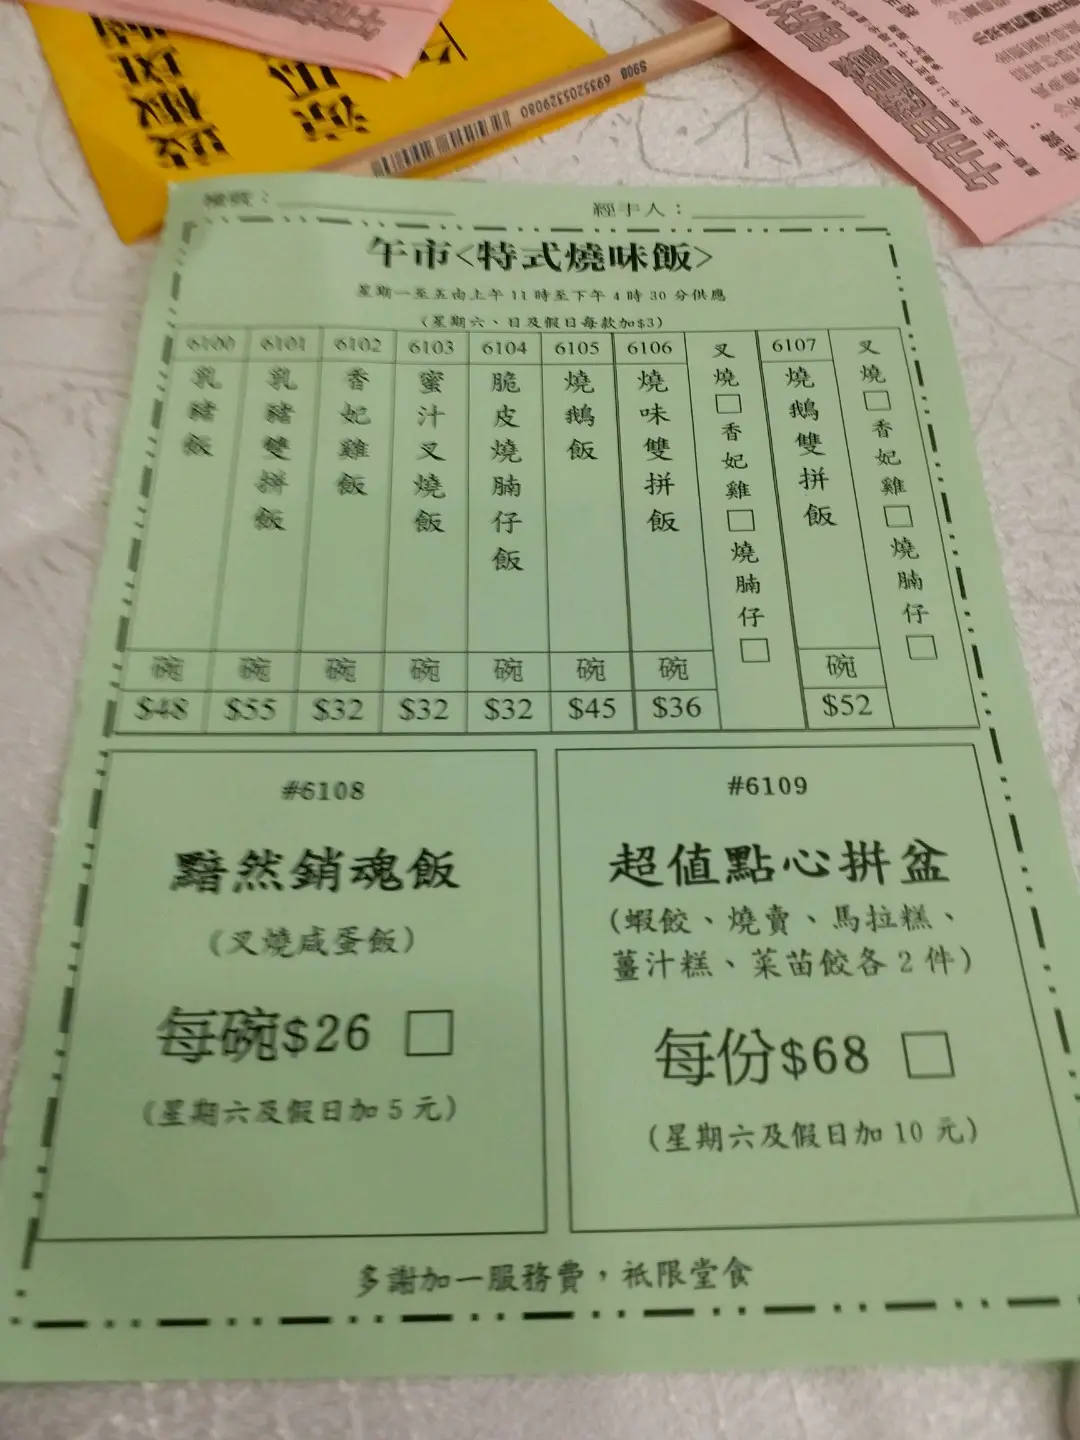 S908 6935205329080
經手人：
午市<特式燒味飯>
星期一至五由上午 11 時至下午 4 時 30 分供應
(星期六、日及假日每款加$3)
6100 6101 6102 6103 6104 6105 6106 6107
乳豬飯
乳豬雙拼飯
香妃雞飯
蜜汁叉燒飯
脆皮燒腩仔飯
燒鵝飯
燒味雙拼飯
叉燒□香妃雞□燒腩仔□
燒鵝雙拼飯
叉燒□香妃雞□燒腩仔□
碗 碗 碗 碗 碗 碗 碗 碗
$48 $55 $32 $32 $32 $45 $36 $52
#6108
黯然銷魂飯
(叉燒咸蛋飯)
每碗$26 □
(星期六及假日加 5 元)
#6109
超值點心拼盆
(蝦餃、燒賣、馬拉糕、
薑汁糕、菜苗餃各 2 件)
每份$68 □
(星期六及假日加 10 元)
多謝加一服務費，祇限堂食